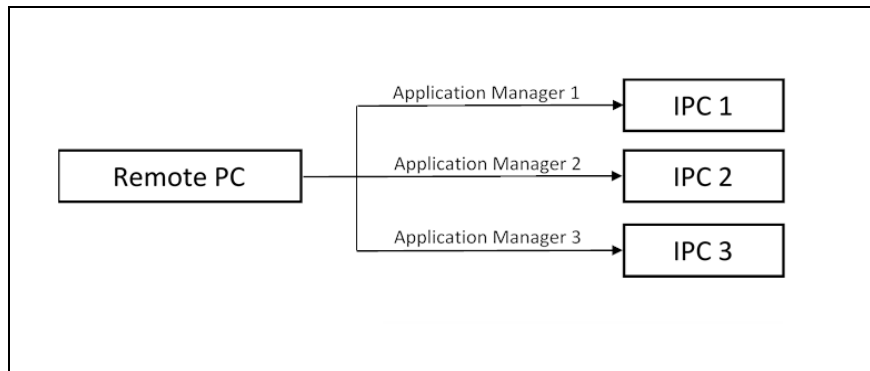 Application Manager 1
IPC 1
Remote PC
Application Manager 2
IPC 2
Application Manager 3
IPC 3